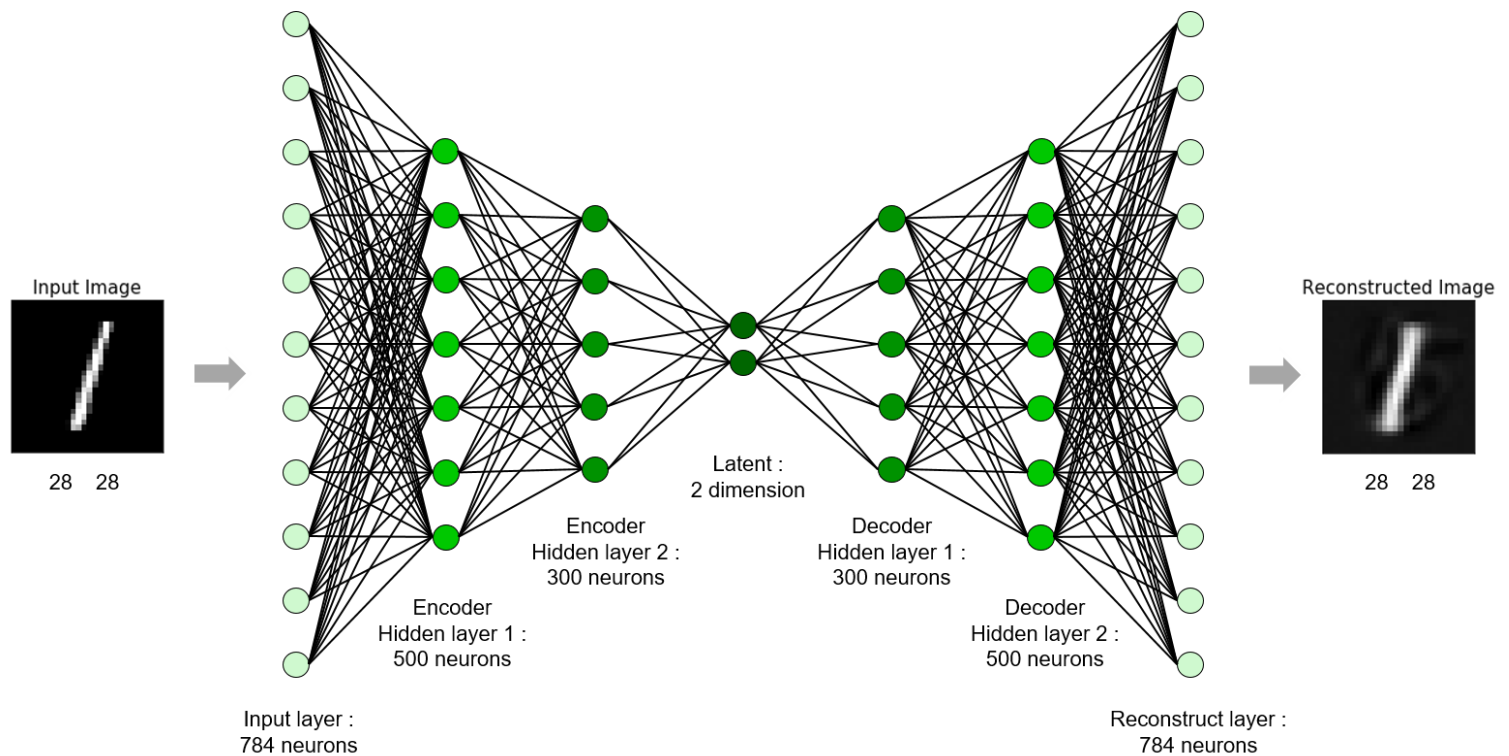 Input Image
28 28
Input layer :
784 neurons
Encoder
Hidden layer 1 :
500 neurons
Encoder
Hidden layer 2 :
300 neurons
Latent :
2 dimension
Decoder
Hidden layer 1 :
300 neurons
Decoder
Hidden layer 2 :
500 neurons
Reconstruct layer :
784 neurons
Reconstructed Image
28 28